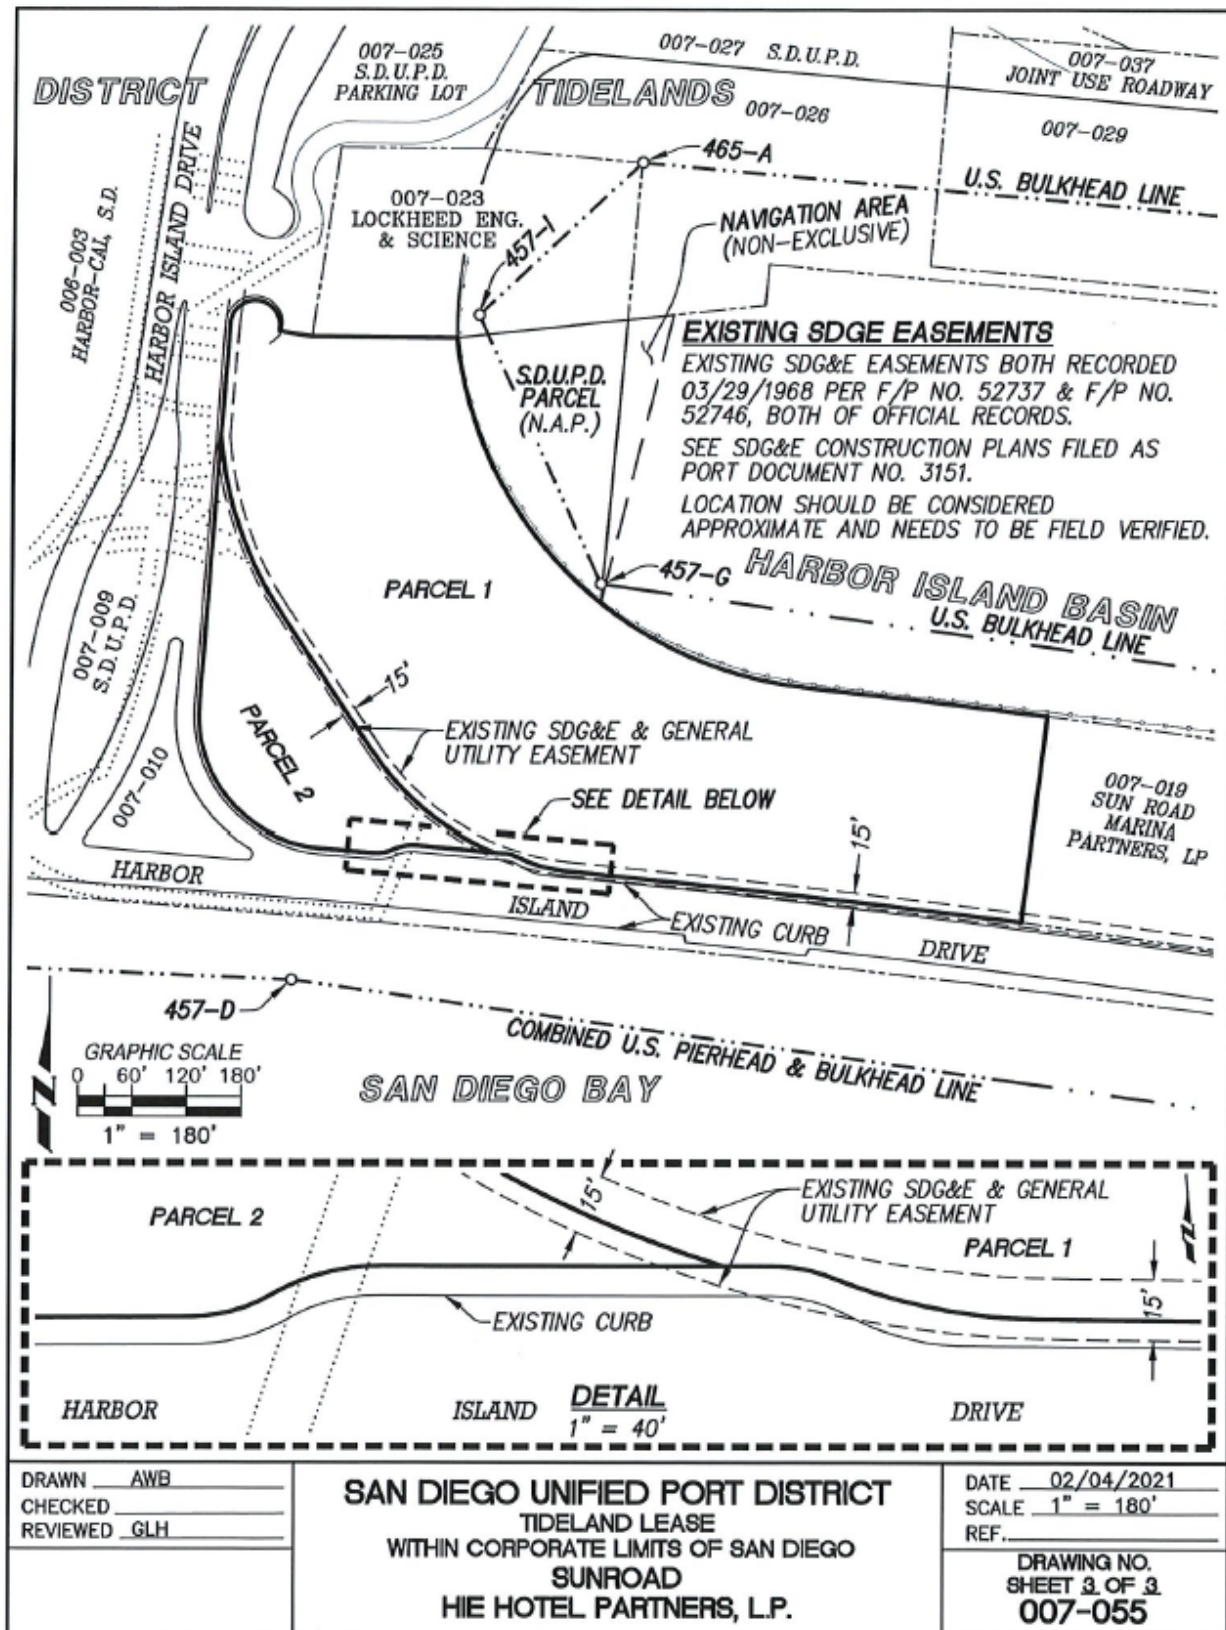 DISTRICT
TIDELANDS
007-025
S.D.U.P.D.
PARKING LOT
007-027 S.D.U.P.D.
007-037
JOINT USE ROADWAY
007-026
007-029
465-A
U.S. BULKHEAD LINE
006-003
HARBOR-CAL, S.D.
HARBOR ISLAND DRIVE
007-023
LOCKHEED ENG.
& SCIENCE
457-I
NAVIGATION AREA
(NON-EXCLUSIVE)
S.D.U.P.D.
PARCEL
(N.A.P.)
EXISTING SDGE EASEMENTS
EXISTING SDG&E EASEMENTS BOTH RECORDED
03/29/1968 PER F/P NO. 52737 & F/P NO.
52746, BOTH OF OFFICIAL RECORDS.
SEE SDG&E CONSTRUCTION PLANS FILED AS
PORT DOCUMENT NO. 3151.
LOCATION SHOULD BE CONSIDERED
APPROXIMATE AND NEEDS TO BE FIELD VERIFIED.
457-G
HARBOR ISLAND BASIN
U.S. BULKHEAD LINE
PARCEL 1
007-009
S.D.U.P.D.
15'
PARCEL 2
EXISTING SDG&E & GENERAL
UTILITY EASEMENT
007-010
SEE DETAIL BELOW
007-019
SUN ROAD
MARINA
PARTNERS, LP
15'
HARBOR
ISLAND
EXISTING CURB
DRIVE
457-D
COMBINED U.S. PIERHEAD & BULKHEAD LINE
SAN DIEGO BAY
N
GRAPHIC SCALE
0 60' 120' 180'
1" = 180'
PARCEL 2
15'
EXISTING SDG&E & GENERAL
UTILITY EASEMENT
PARCEL 1
N
15'
EXISTING CURB
HARBOR
ISLAND
DRIVE
DETAIL
1" = 40'
DRAWN AWB
CHECKED
REVIEWED GLH
SAN DIEGO UNIFIED PORT DISTRICT
TIDELAND LEASE
WITHIN CORPORATE LIMITS OF SAN DIEGO
SUNROAD
HIE HOTEL PARTNERS, L.P.
DATE 02/04/2021
SCALE 1" = 180'
REF.
DRAWING NO.
SHEET 3 OF 3
007-055